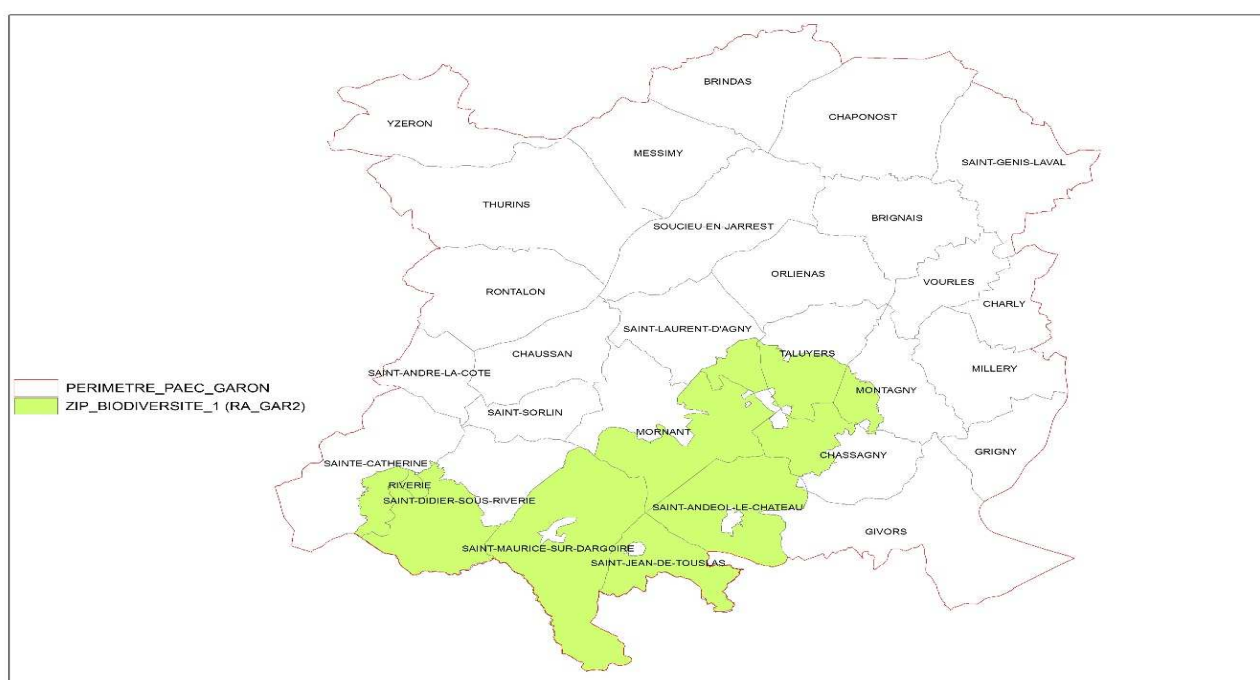 BRINDAS
CHAPONOST
YZERON
MESSIMY
SAINT-GENIS-LAVAL
THURINS
BRIGNAIS
SOUCIEU EN JARREST
ORLIENAS
VOURLES
RONTALON
CHARLY
SAINT-LAURENT-D'AGNY
CHAUSSAN
TALUYERS
SAINT-ANDRE-LA-COTE
MILLERY
PERIMETRE_PAEC_GARON
MONTAGNY
ZIP_BIODIVERSITE_1 (RA_GAR2)
SAINT-SORLIN
MORNANT
GRIGNY
CHASSAGNY
SAINTE-CATHERINE
RIVERIE
SAINT-DIDIER-SOUS-RIVERIE
SAINT-ANDEOL-LE-CHATEAU
GIVORS
SAINT-MAURICE-SUR-DARGOIRE
SAINT-JEAN-DE-TOUSLAS